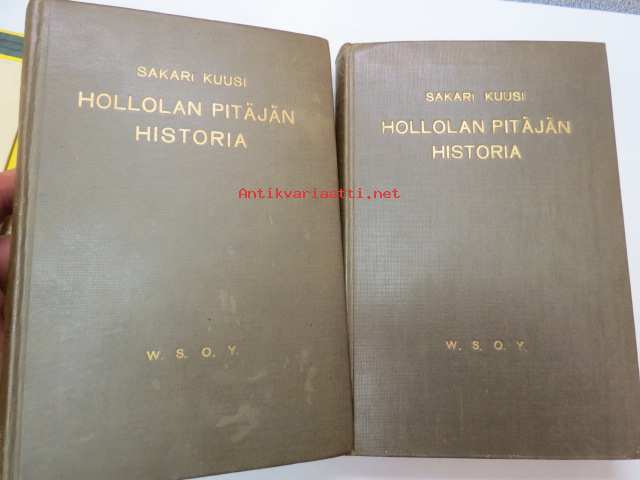 SAKARI KUUSI
HOLLOLAN PITÄJÄN
HISTORIA
W. S. O. Y.
SAKARI KUUSI
HOLLOLAN PITÄJÄN
HISTORIA
W. S. O. Y.
Antikvariaatti.net